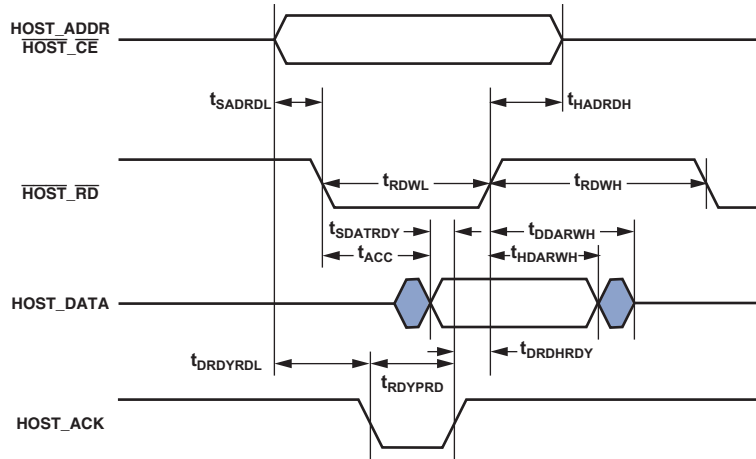 HOST_ADDR
HOST_CE
tSADRDL
tHADRDH
HOST_RD
tRDWL
tRDWH
tSDATRDY
tDDARWH
tACC
tHDARWH
HOST_DATA
tDRDYRDL
tRDYPRD
tDRDHRDY
HOST_ACK